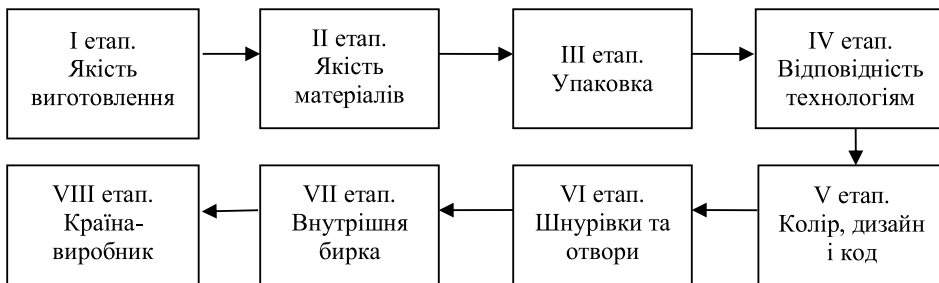 I етап.
Якість
виготовлення
II етап.
Якість
матеріалів
III етап.
Упаковка
IV етап.
Відповідність
технологіям
V етап.
Колір, дизайн
і код
VI етап.
Шнурівки та
отвори
VII етап.
Внутрішня
бирка
VIII етап.
Країна-
виробник